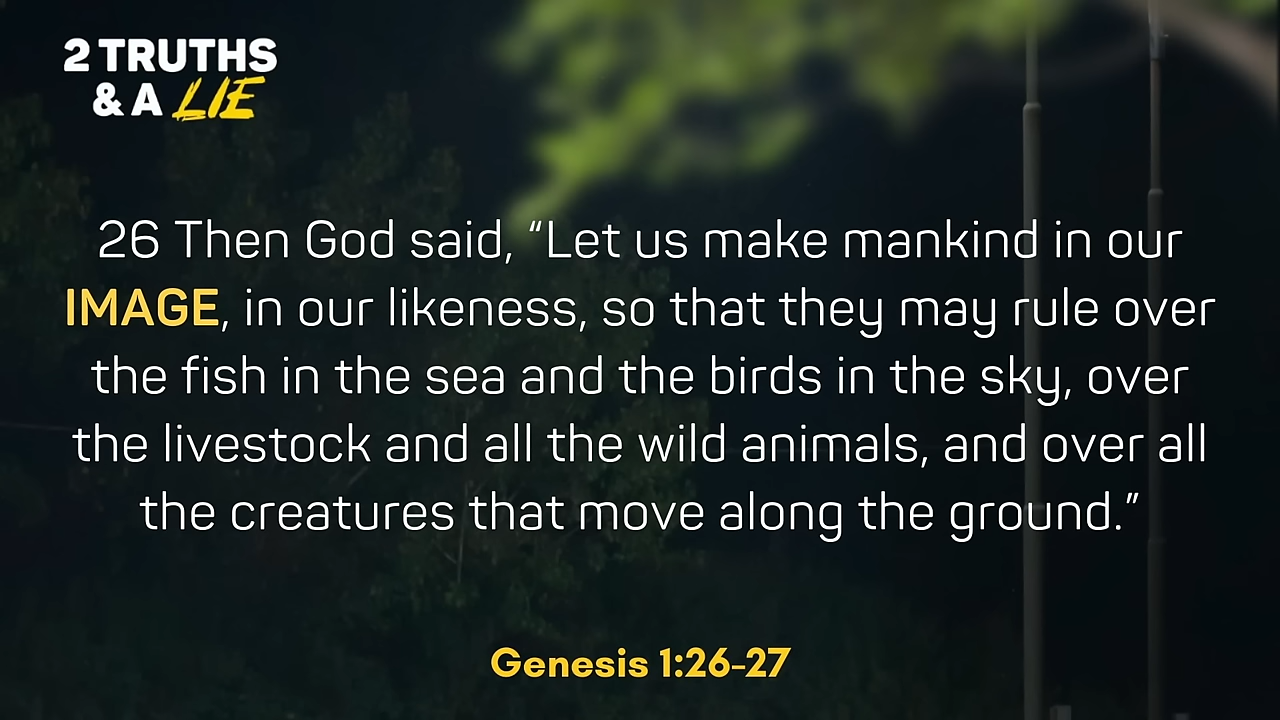 2 TRUTHS
& A LIE
26 Then God said, “Let us make mankind in our
IMAGE, in our likeness, so that they may rule over
the fish in the sea and the birds in the sky, over
the livestock and all the wild animals, and over all
the creatures that move along the ground.”
Genesis 1:26-27